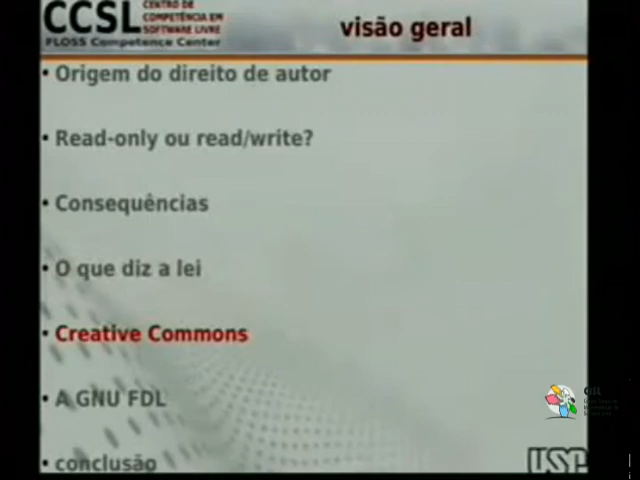 CCSL
CENTRO DE
COMPETÊNCIA EM
SOFTWARE LIVRE
FLOSS Competence Center
visão geral
• Origem do direito de autor
• Read-only ou read/write?
• Consequências
• O que diz a lei
• Creative Commons
• A GNU FDL
• conclusão
USP